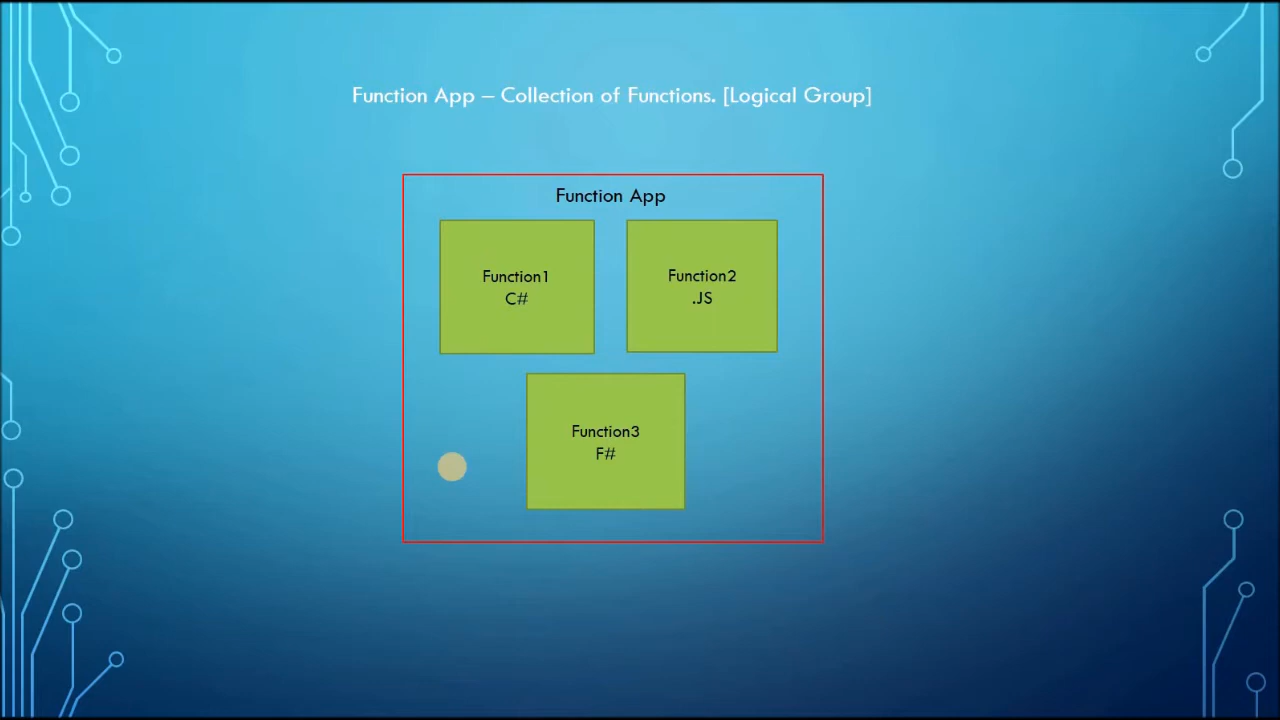 Function App – Collection of Functions. [Logical Group]
Function App
Function1
C#
Function2
.JS
Function3
F#